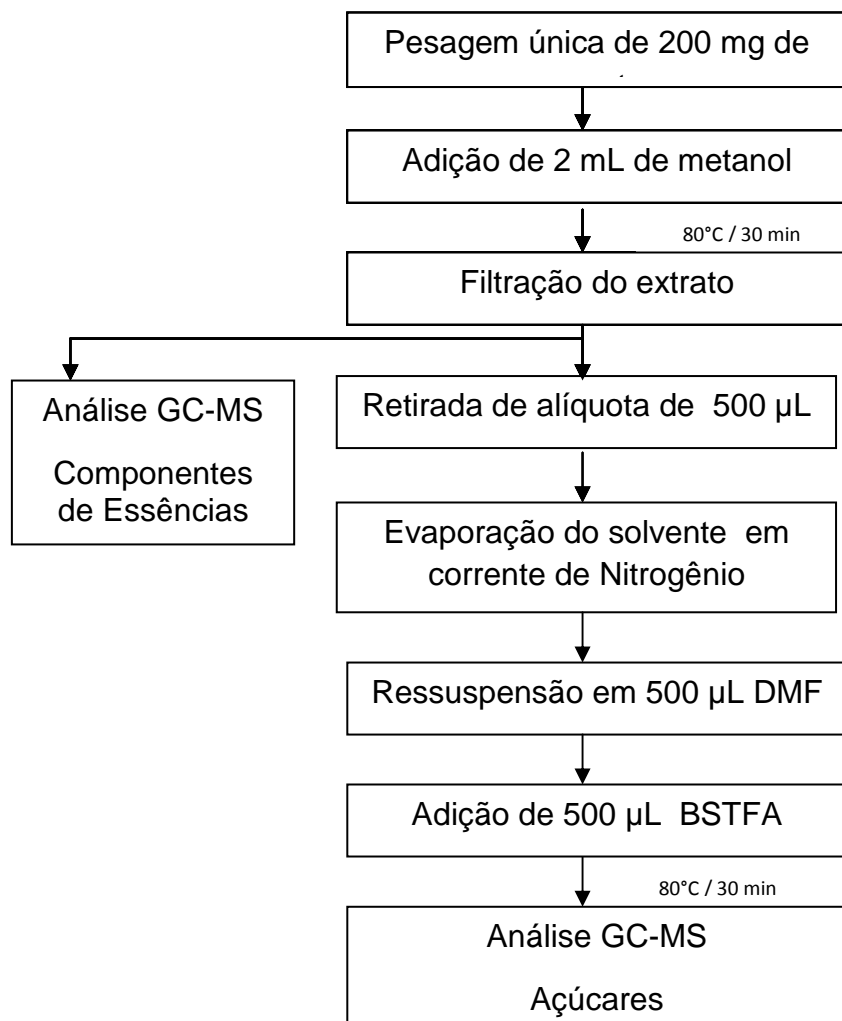 Pesagem única de 200 mg de
Adição de 2 mL de metanol
80°C / 30 min
Filtração do extrato
Análise GC-MS
Componentes
de Essências
Retirada de alíquota de 500 µL
Evaporação do solvente em
corrente de Nitrogênio
Ressuspensão em 500 µL DMF
Adição de 500 µL BSTFA
80°C / 30 min
Análise GC-MS
Açúcares